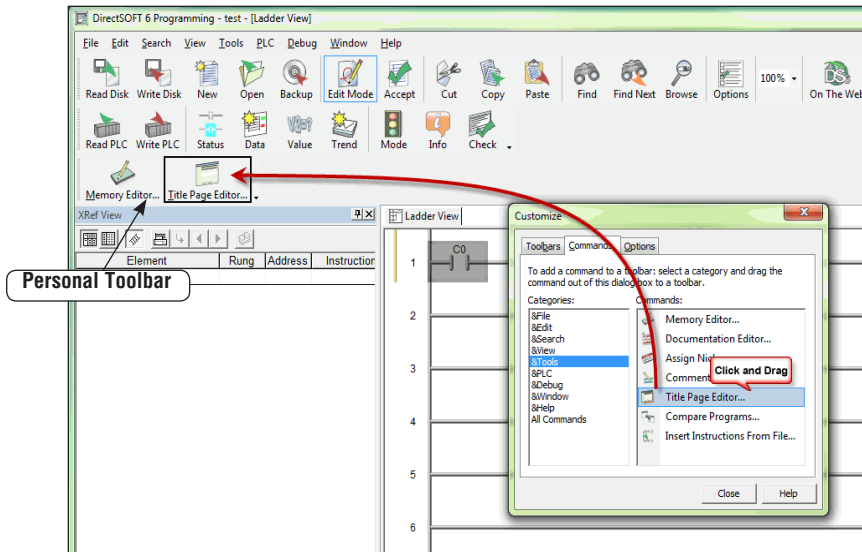 DirectSOFT 6 Programming - test - [Ladder View]
File Edit Search View Tools PLC Debug Window Help
Read Disk Write Disk New Open Backup Edit Mode Accept Cut Copy Paste Find Find Next Browse Options 100% On The Web
Read PLC Write PLC Status Data Value Trend Mode Info Check
Memory Editor... Title Page Editor...
XRef View
Element Rung Address Instruction
Personal Toolbar
Ladder View
C0
1
2
3
4
5
6
Customize
Toolbars Commands Options
To add a command to a toolbar: select a category and drag the
command out of this dialog box to a toolbar.
Categories:
&File
&Edit
&Search
&View
&Tools
&PLC
&Debug
&Window
&Help
All Commands
Commands:
Memory Editor...
Documentation Editor...
Assign Nic
Comment
Title Page Editor...
Compare Programs...
Insert Instructions From File...
Click and Drag
Close Help